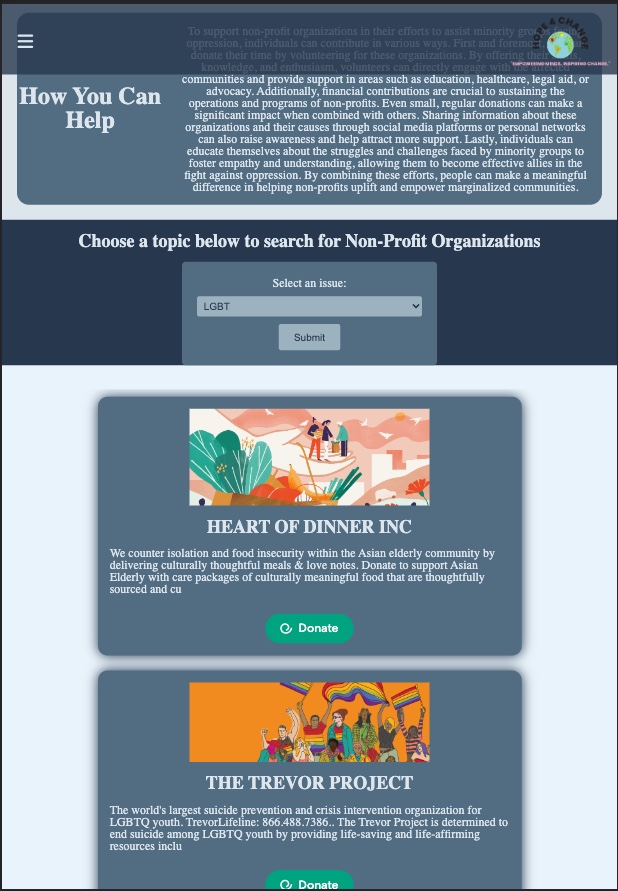 To support non-profit organizations in their efforts to assist minority
oppression, individuals can contribute in various ways. First and foremost,
donate their time by volunteering for these organizations. By offering their
knowledge, and enthusiasm, volunteers can directly engage with the affected
communities and provide support in areas such as education, healthcare, legal aid, or
advocacy. Additionally, financial contributions are crucial to sustaining the
operations and programs of non-profits. Even small, regular donations can make a
significant impact when combined with others. Sharing information about these
organizations and their causes through social media platforms or personal networks
can also raise awareness and help attract more support. Lastly, individuals can
educate themselves about the struggles and challenges faced by minority groups to
foster empathy and understanding, allowing them to become effective allies in the
fight against oppression. By combining these efforts, people can make a meaningful
difference in helping non-profits uplift and empower marginalized communities.
How You Can
Help
"EMPOWERING MINDS, INSPIRING CHANGE."
Choose a topic below to search for Non-Profit Organizations
Select an issue:
LGBT
Submit
HEART OF DINNER INC
We counter isolation and food insecurity within the Asian elderly community by
delivering culturally thoughtful meals & love notes. Donate to support Asian
Elderly with care packages of culturally meaningful food that are thoughtfully
sourced and cu
Donate
THE TREVOR PROJECT
The world's largest suicide prevention and crisis intervention organization for
LGBTQ youth. TrevorLifeline: 866.488.7386.. The Trevor Project is determined to
end suicide among LGBTQ youth by providing life-saving and life-affirming
resources inclu
Donate